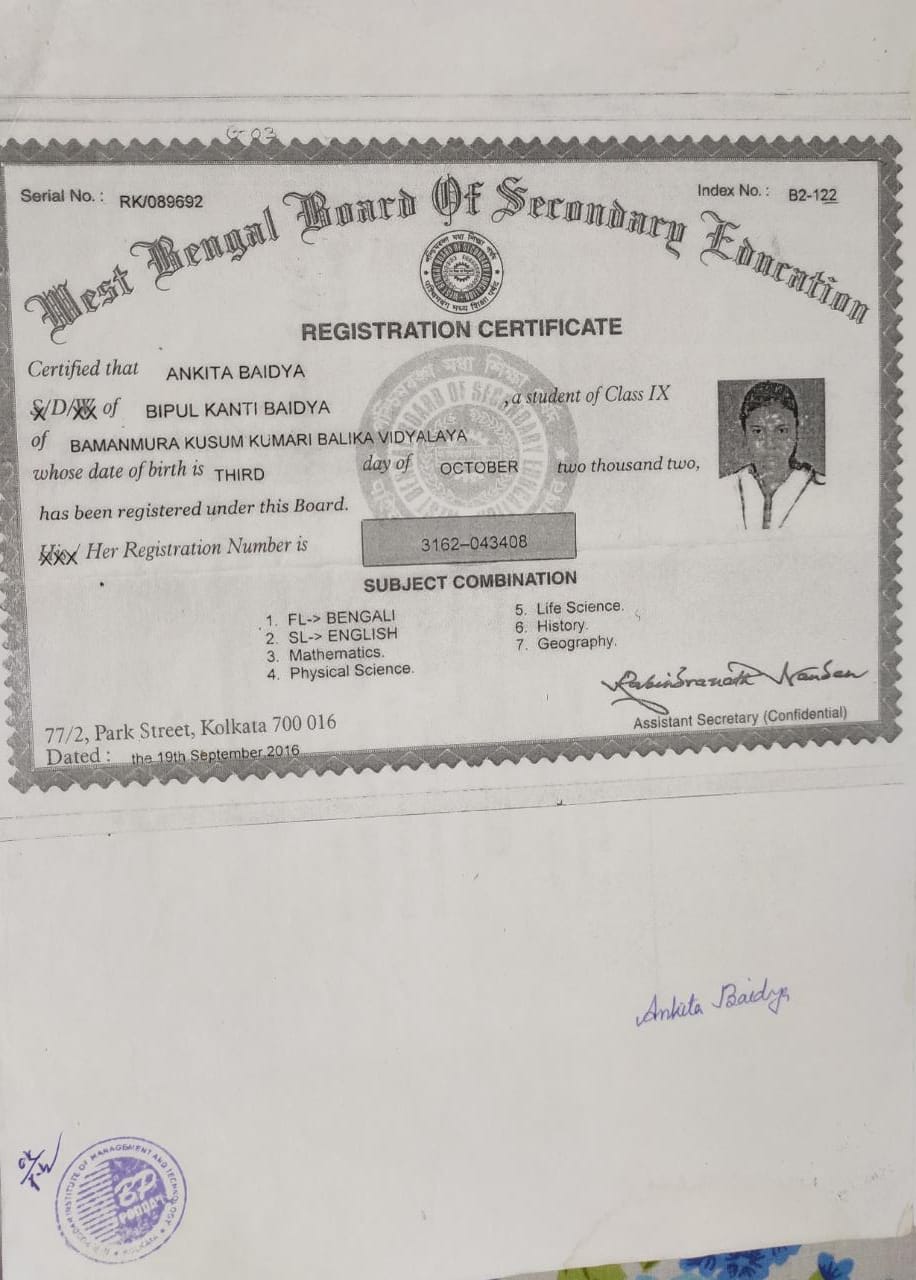 G-03
Serial No. : RK/089692
Index No. : B2-122
West Bengal Board Of Secondary Education
REGISTRATION CERTIFICATE
Certified that ANKITA BAIDYA
S/D/W of BIPUL KANTI BAIDYA , a student of Class IX
of BAMANMURA KUSUM KUMARI BALIKA VIDYALAYA
whose date of birth is THIRD day of OCTOBER two thousand two,
has been registered under this Board.
His/ Her Registration Number is 3162-043408
SUBJECT COMBINATION
1. FL-> BENGALI
2. SL-> ENGLISH
3. Mathematics.
4. Physical Science.
5. Life Science.
6. History.
7. Geography.
Assistant Secretary (Confidential)
77/2, Park Street, Kolkata 700 016
Dated : the 19th September,2016
Ankita Baidya
INSTITUTE OF MANAGEMENT AND TECHNOLOGY
BP
PODDAR
KOLKATA